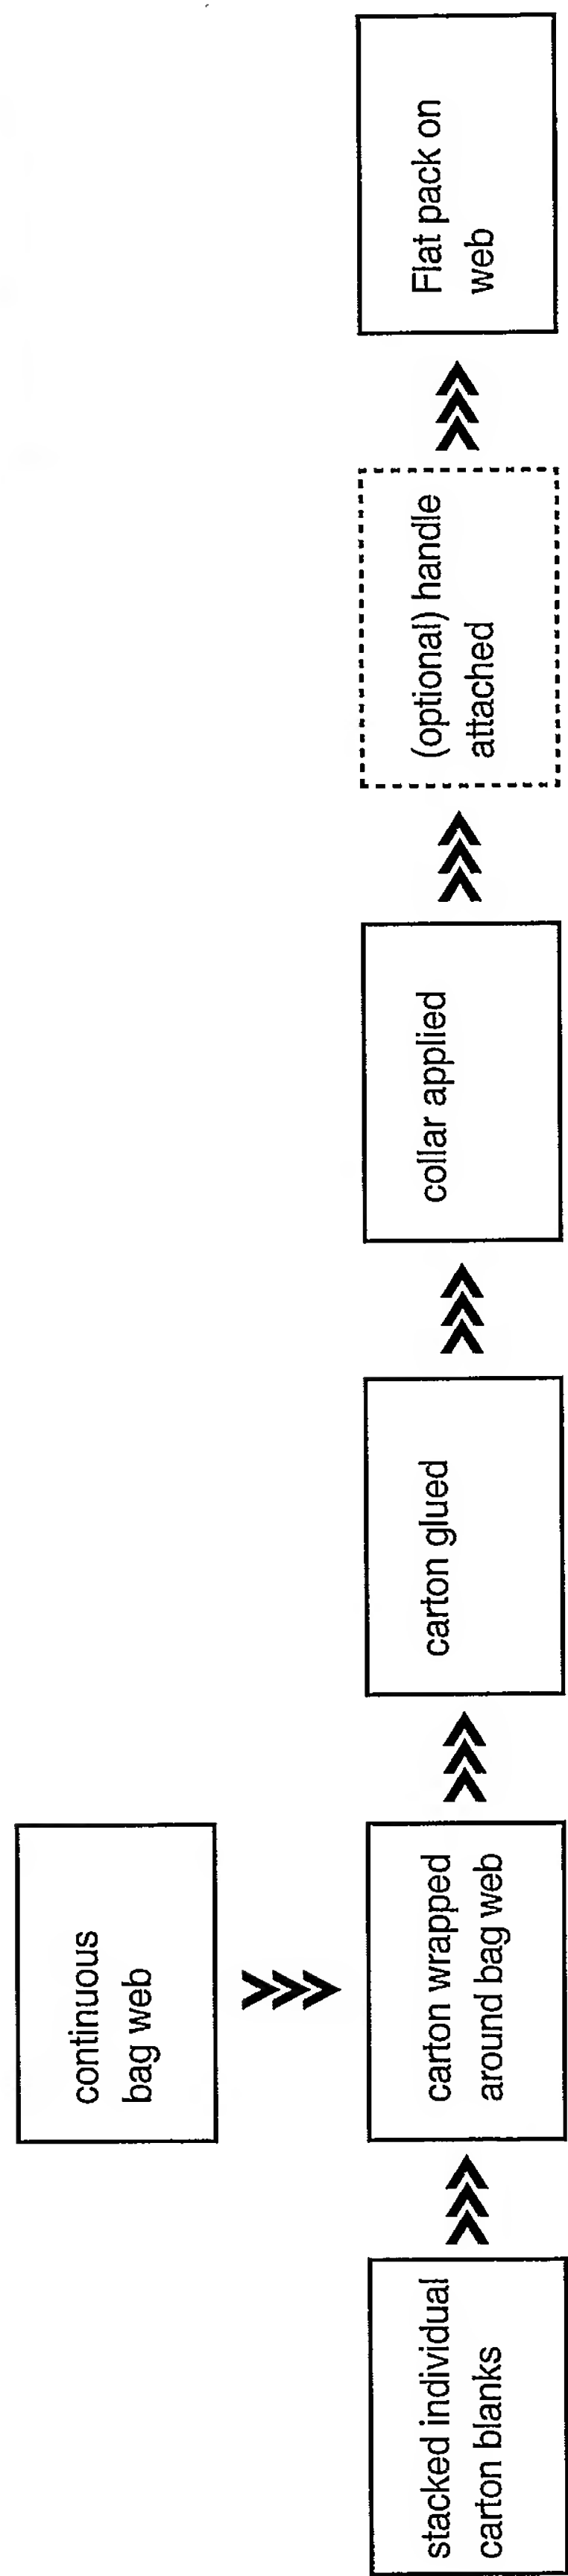 continuous
bag web
stacked individual
carton blanks
carton wrapped
around bag web
carton glued
collar applied
(optional) handle
attached
Flat pack on
web